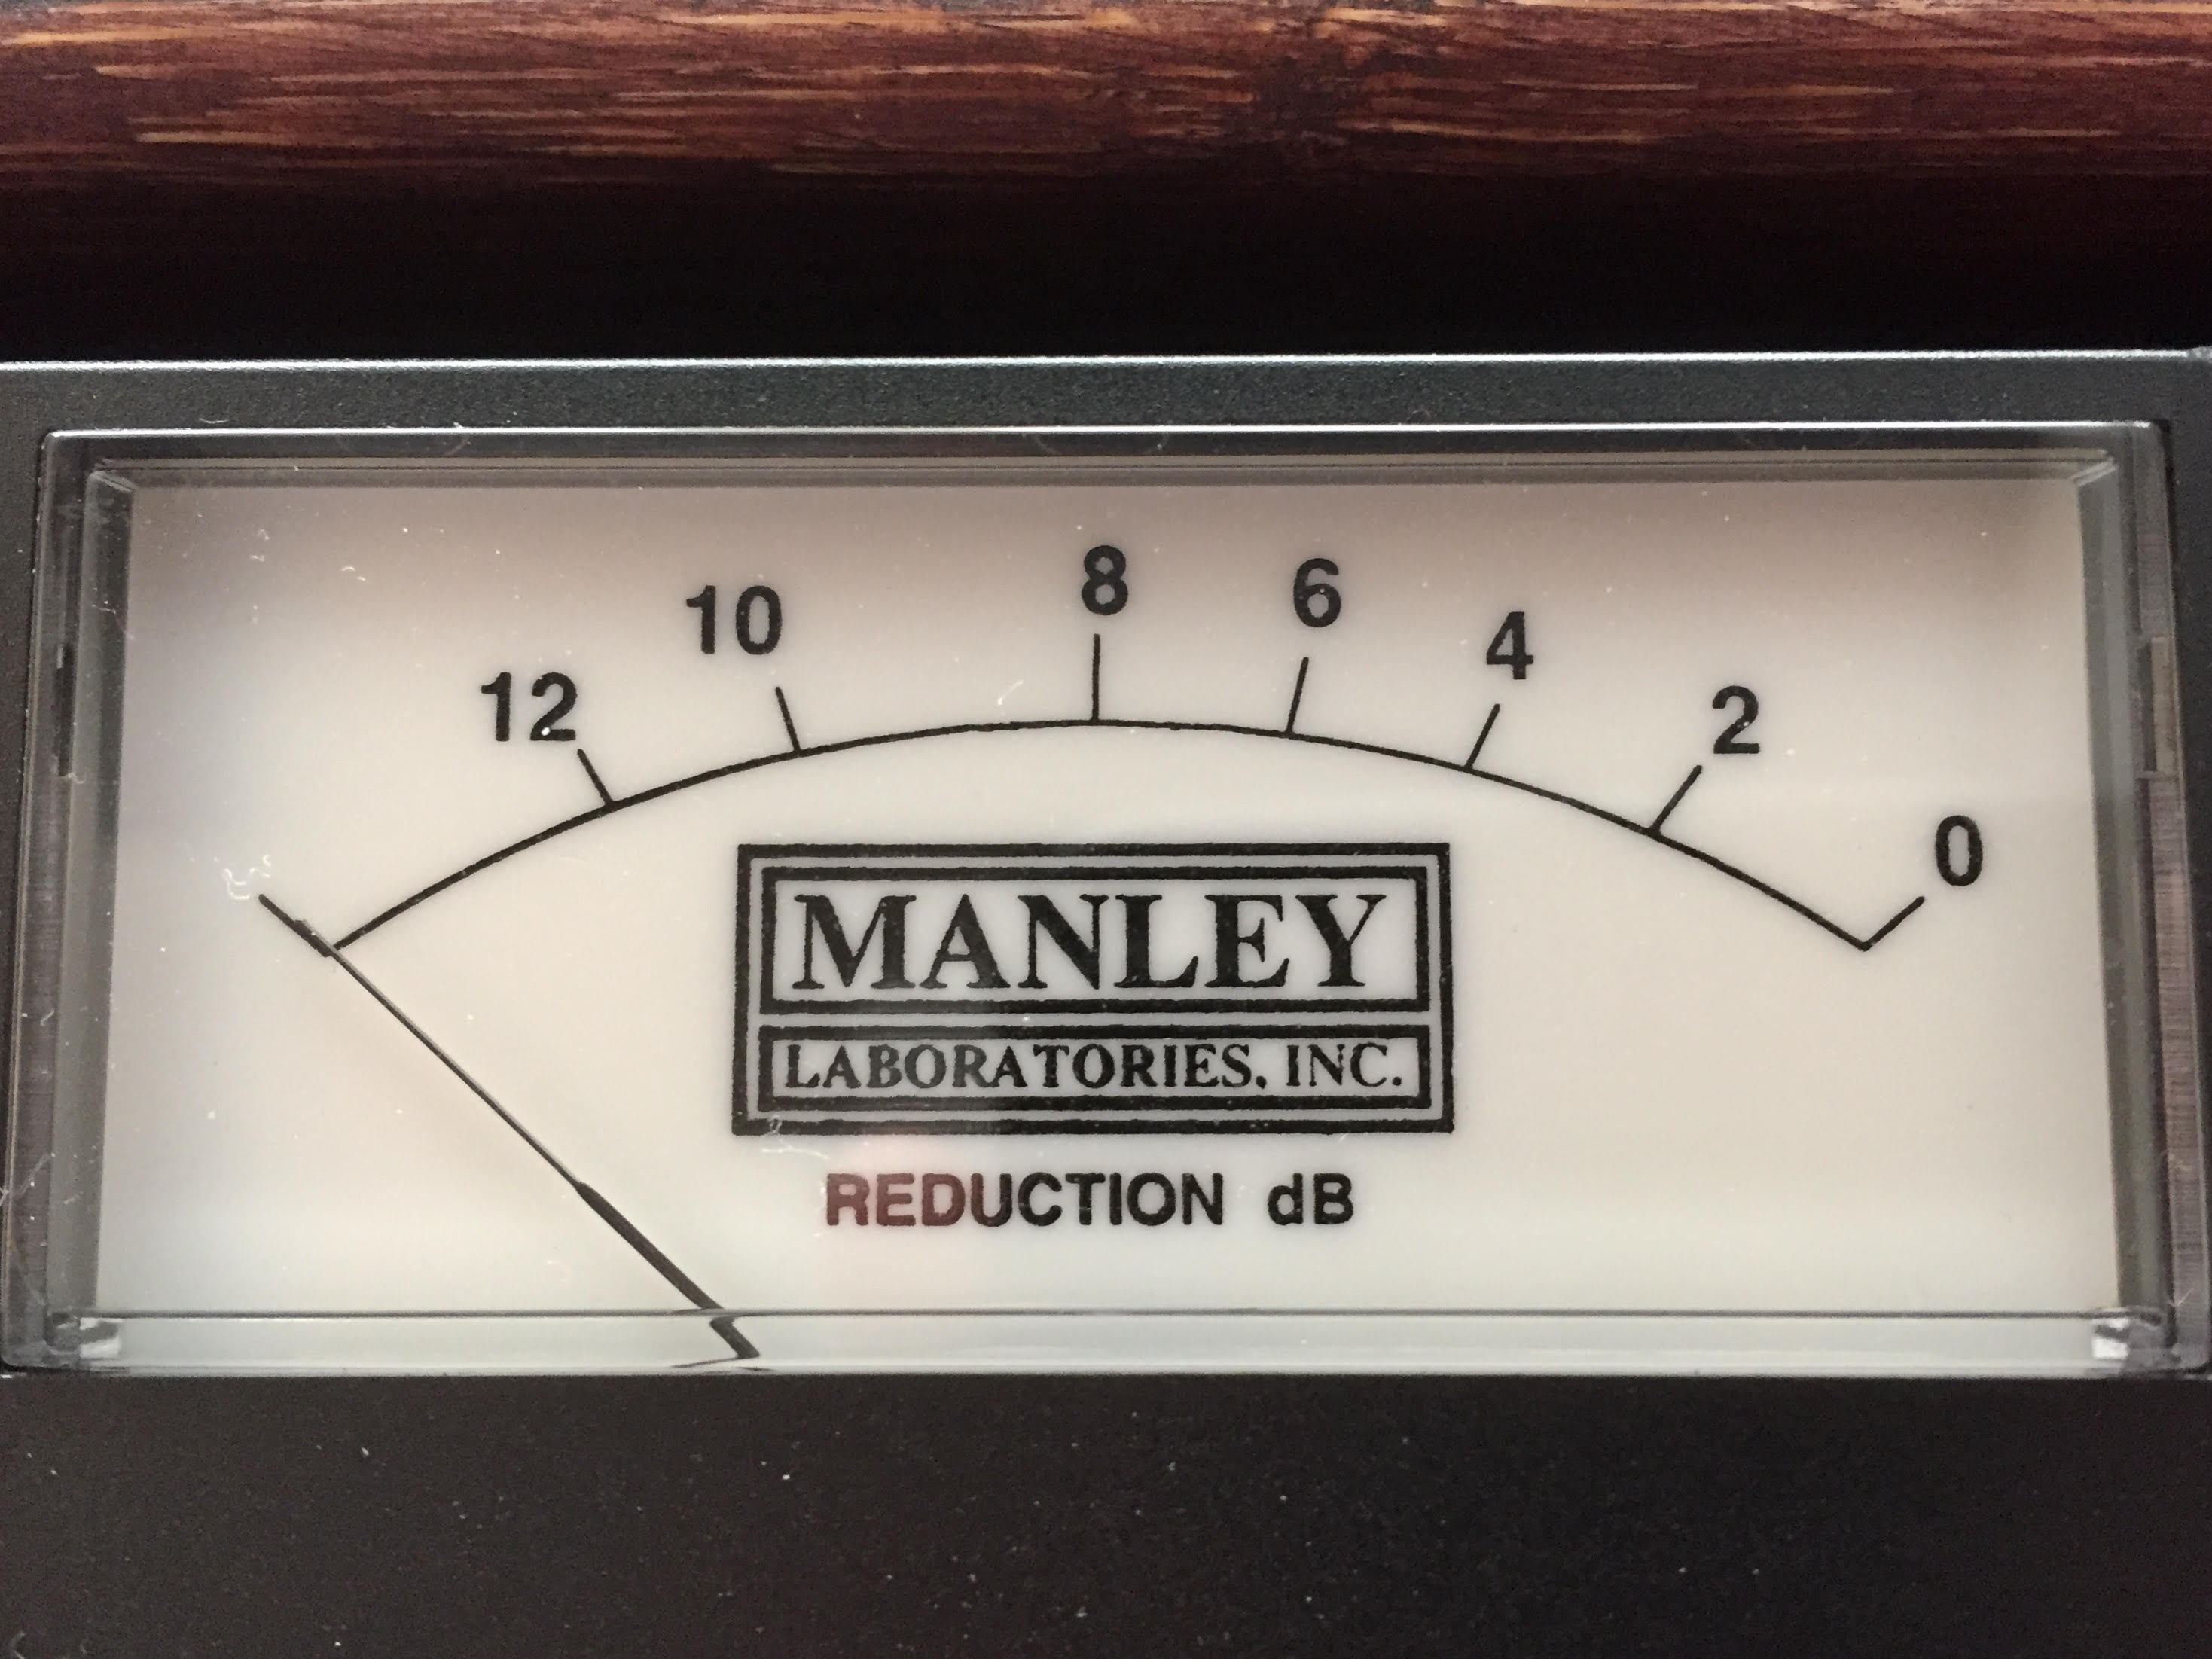 12 10 8 6 4 2 0
MANLEY
LABORATORIES, INC.
REDUCTION dB